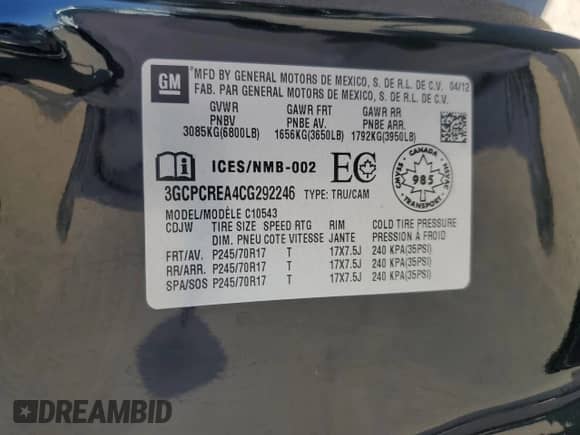 GM
MFD BY GENERAL MOTORS DE MEXICO, S. DE R.L. DE C.V. 04/12
FAB. PAR GENERAL MOTORS DE MEXICO, S. DE R.L. DE C.V.
GVWR GAWR FRT GAWR RR
PNBV PNBE AV. PNBE ARR.
3085KG(6800LB) 1656KG(3650LB) 1792KG(3950LB)
i ICES/NMB-002 EC CANADA 985 TRANSPORT CMVSS NSVAC
3GCPCREA4CG292246 TYPE: TRU/CAM
MODEL/MODÈLE C10543
CDJW TIRE SIZE SPEED RTG RIM COLD TIRE PRESSURE
DIM. PNEU COTE VITESSE JANTE PRESSION A FROID
FRT/AV. P245/70R17 T 17X7.5J 240 KPA(35PSI)
RR/ARR. P245/70R17 T 17X7.5J 240 KPA(35PSI)
SPA/SOS P245/70R17 T 17X7.5J 240 KPA(35PSI)
DREAMBID